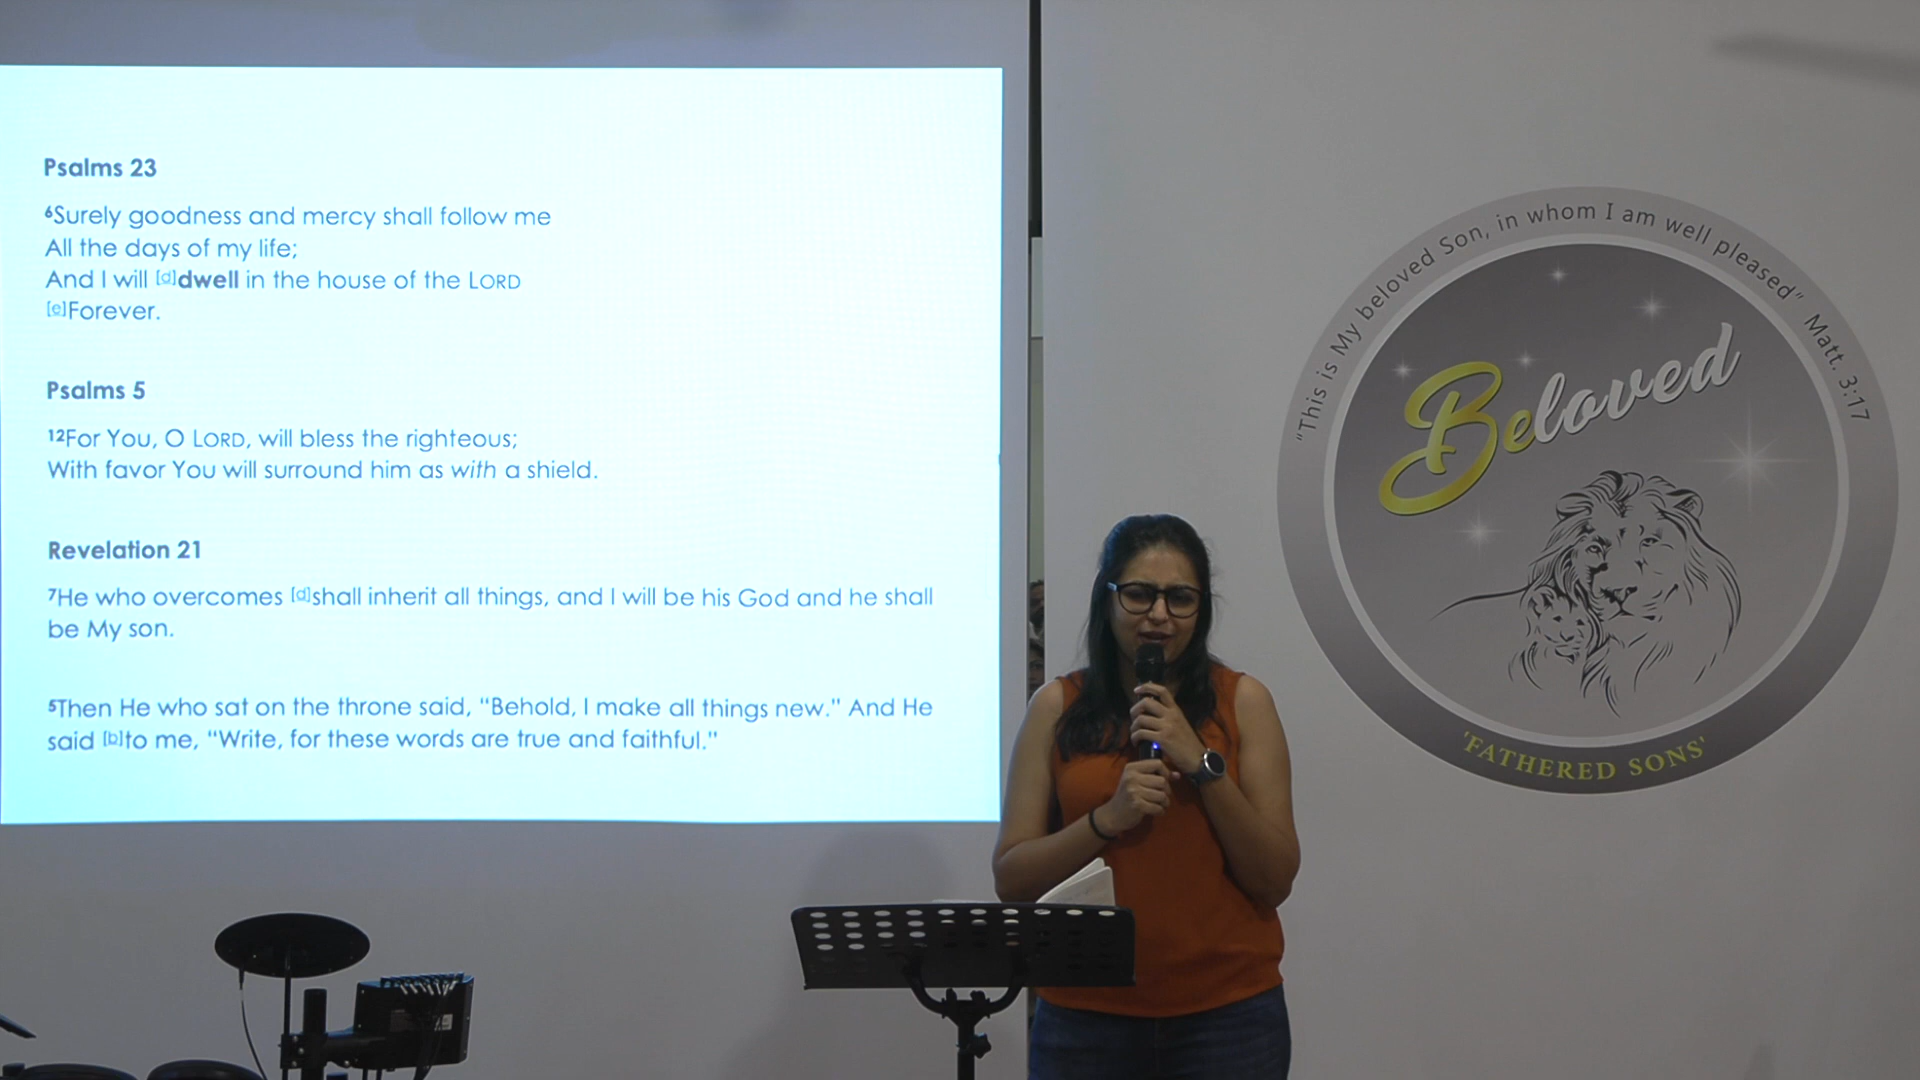 Psalms 23
6Surely goodness and mercy shall follow me
All the days of my life;
And I will [d]dwell in the house of the LORD
[e]Forever.
Psalms 5
12For You, O LORD, will bless the righteous;
With favor You will surround him as with a shield.
Revelation 21
7He who overcomes [d]shall inherit all things, and I will be his God and he shall
be My son.
5Then He who sat on the throne said, “Behold, I make all things new.” And He
said [b]to me, “Write, for these words are true and faithful.”
“This is My beloved Son, in whom I am well pleased” Matt. 3:17
Beloved
'FATHERED SONS'